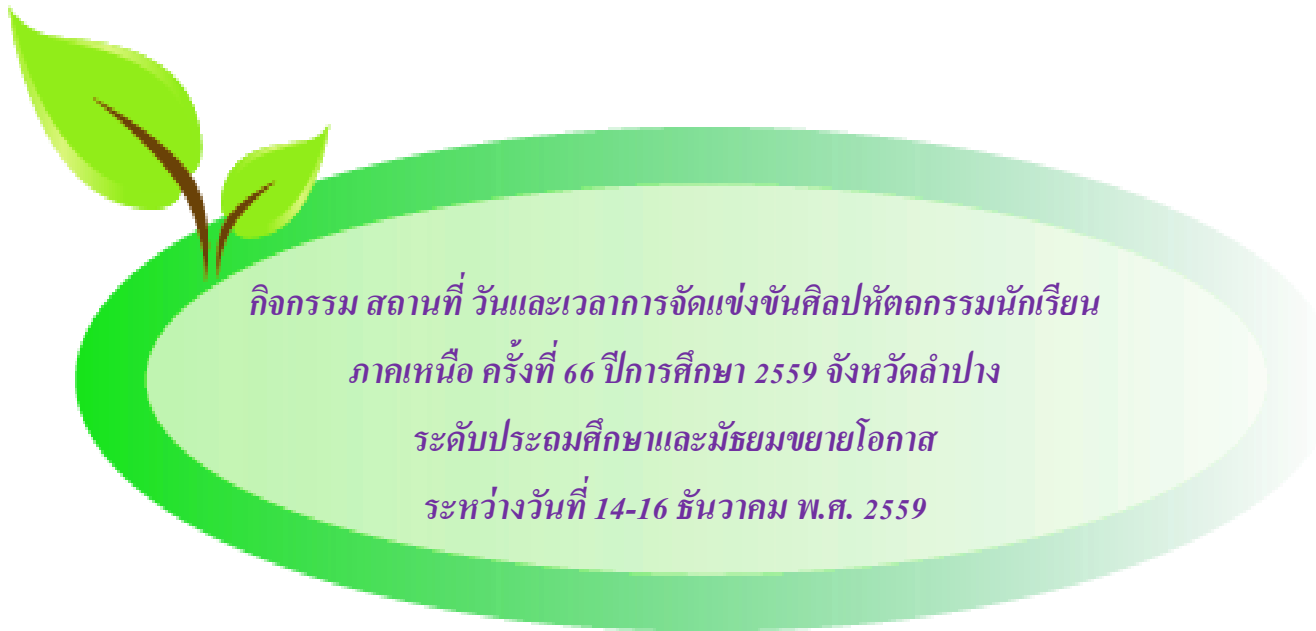 กิจกรรม สถานที่ วันและเวลาการจัดแข่งขันศิลปหัตถกรรมนักเรียน
ภาคเหนือ ครั้งที่ 66 ปีการศึกษา 2559 จังหวัดลำปาง
ระดับประถมศึกษาและมัธยมขยายโอกาส
ระหว่างวันที่ 14-16 ธันวาคม พ.ศ. 2559